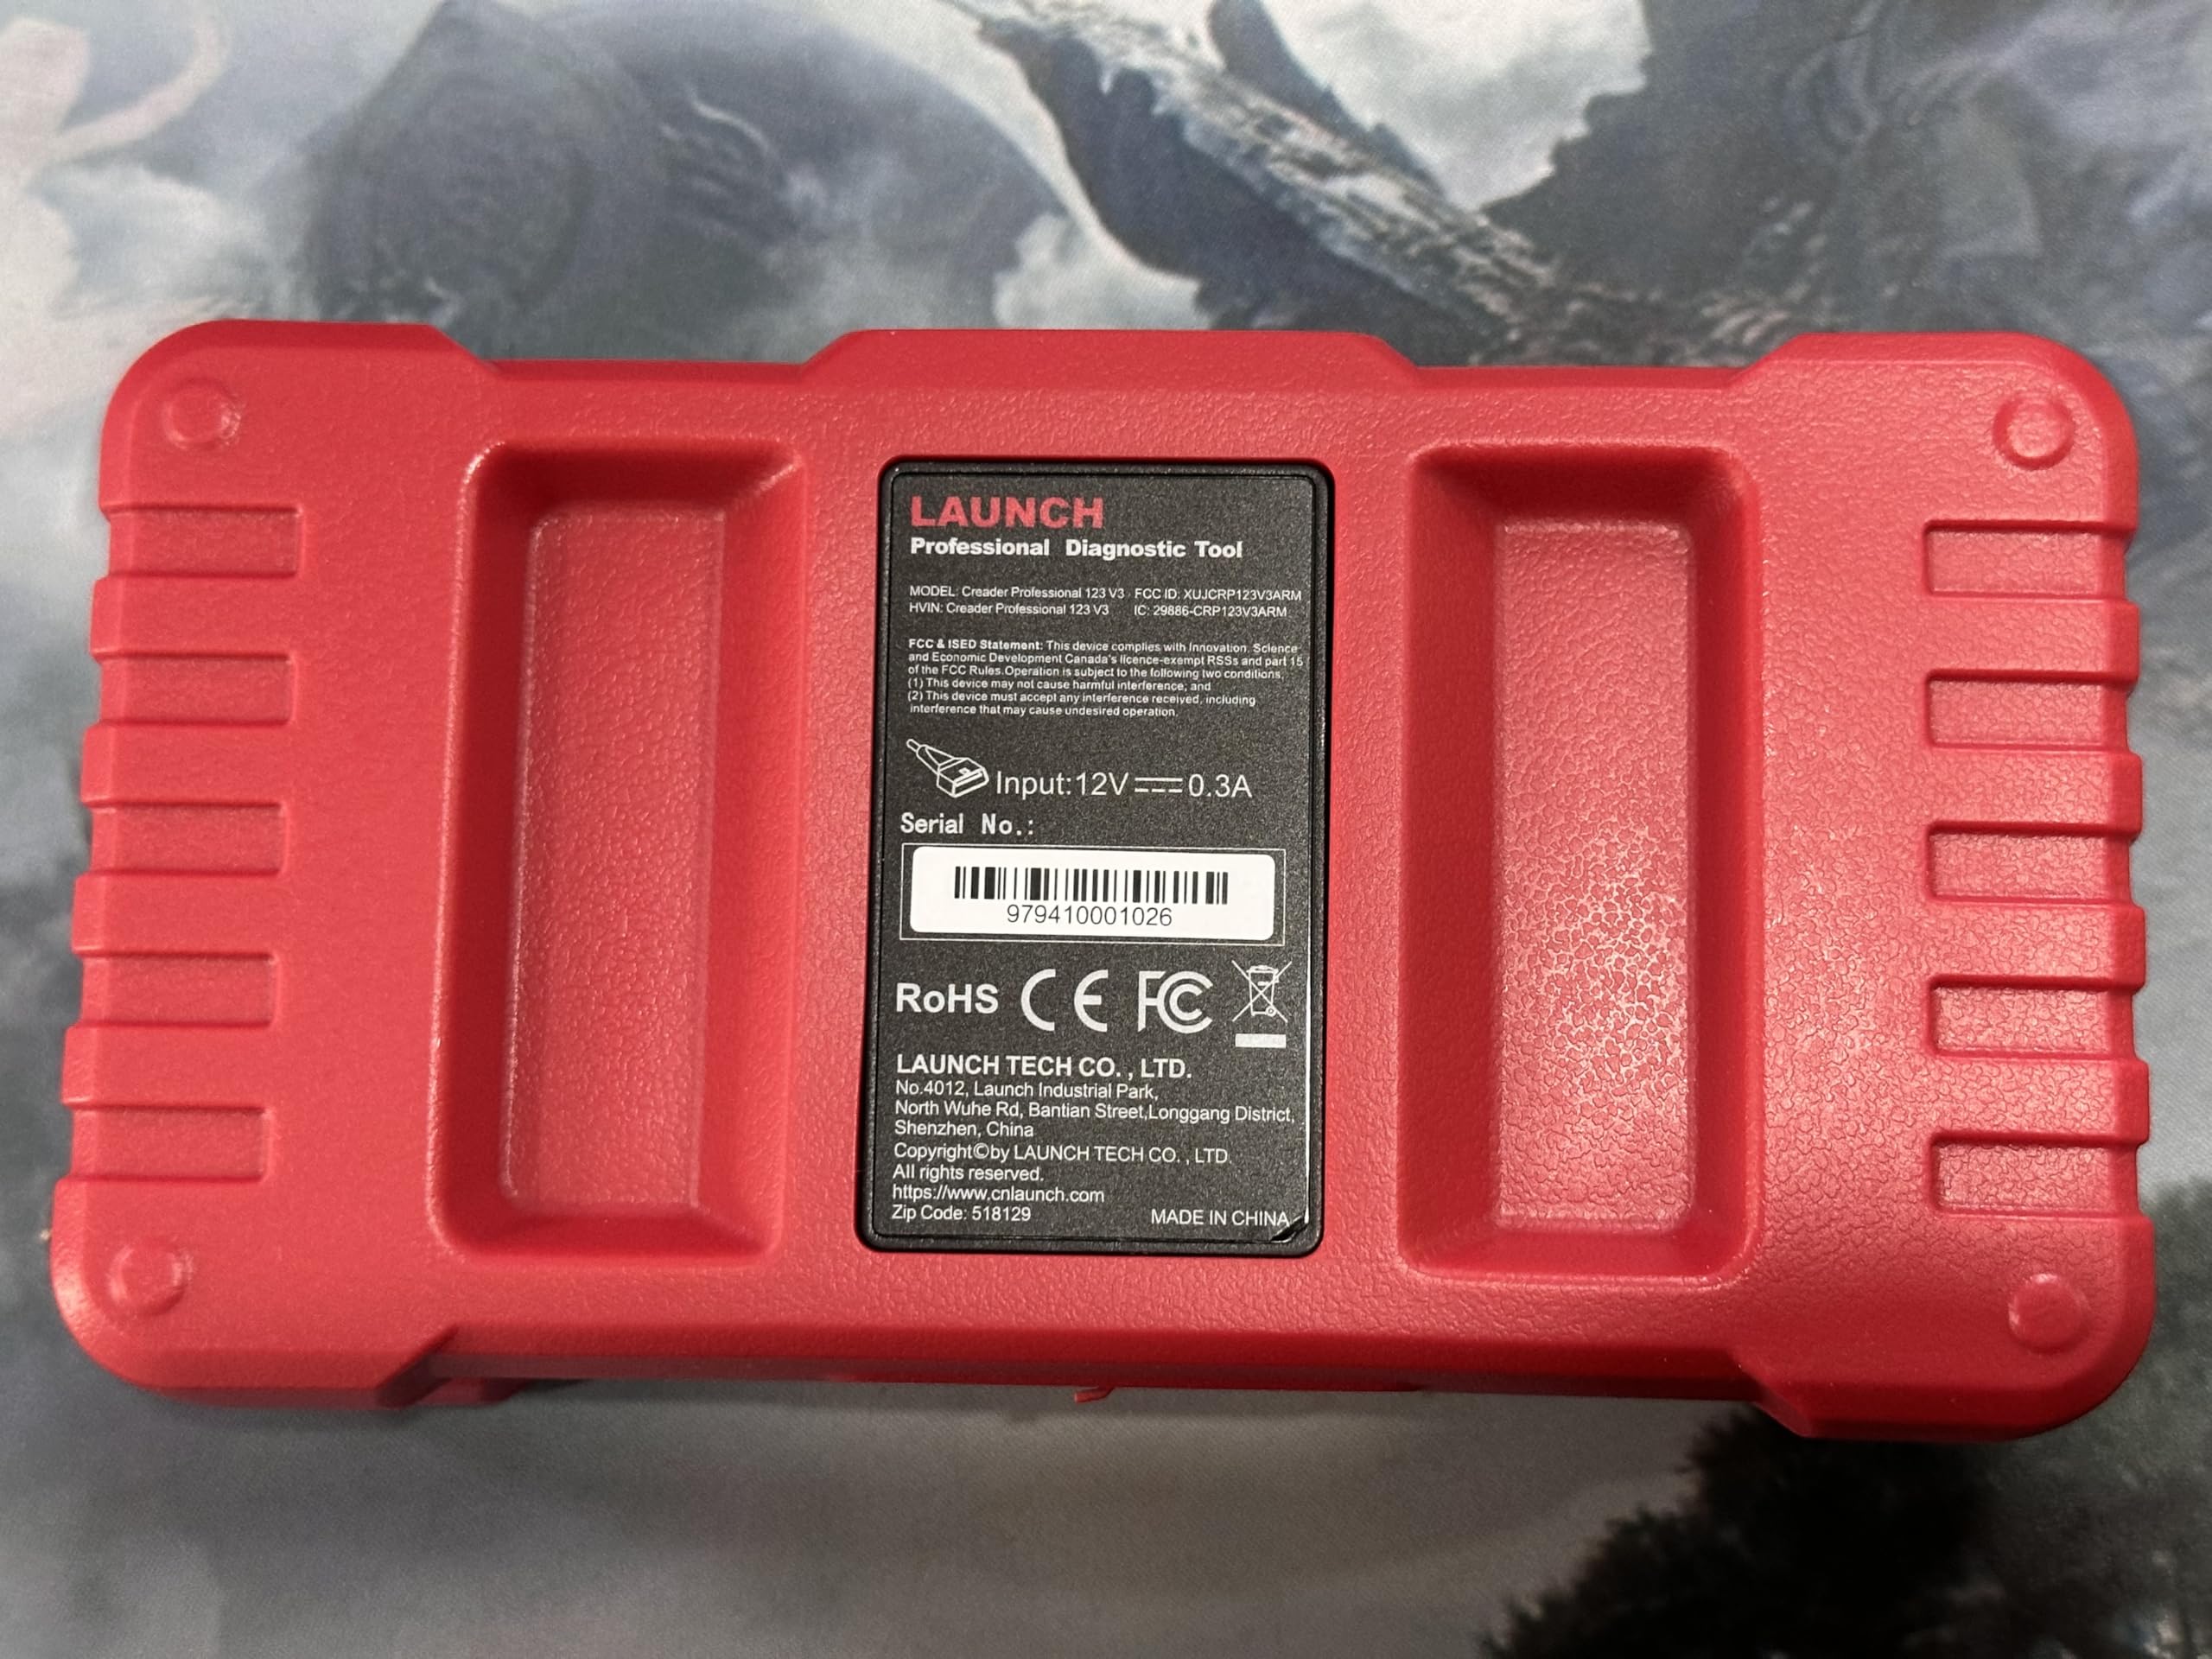 LAUNCH
Professional Diagnostic Tool
MODEL: Creader Professional 123 V3 FCC ID: XUJCRP123V3ARM
HVIN: Creader Professional 123 V3 IC: 29886-CRP123V3ARM
FCC & ISED Statement: This device complies with Innovation, Science
and Economic Development Canada's licence-exempt RSSs and part 15
of the FCC Rules.Operation is subject to the following two conditions,
(1) This device may not cause harmful interference; and
(2) This device must accept any interference received, including
interference that may cause undesired operation.
Input:12V 0.3A
Serial No.:
979410001026
RoHS CE FC
LAUNCH TECH CO. , LTD.
No.4012, Launch Industrial Park,
North Wuhe Rd, Bantian Street,Longgang District,
Shenzhen, China
Copyright©by LAUNCH TECH CO. , LTD.
All rights reserved.
https://www.cnlaunch.com
Zip Code: 518129 MADE IN CHINA